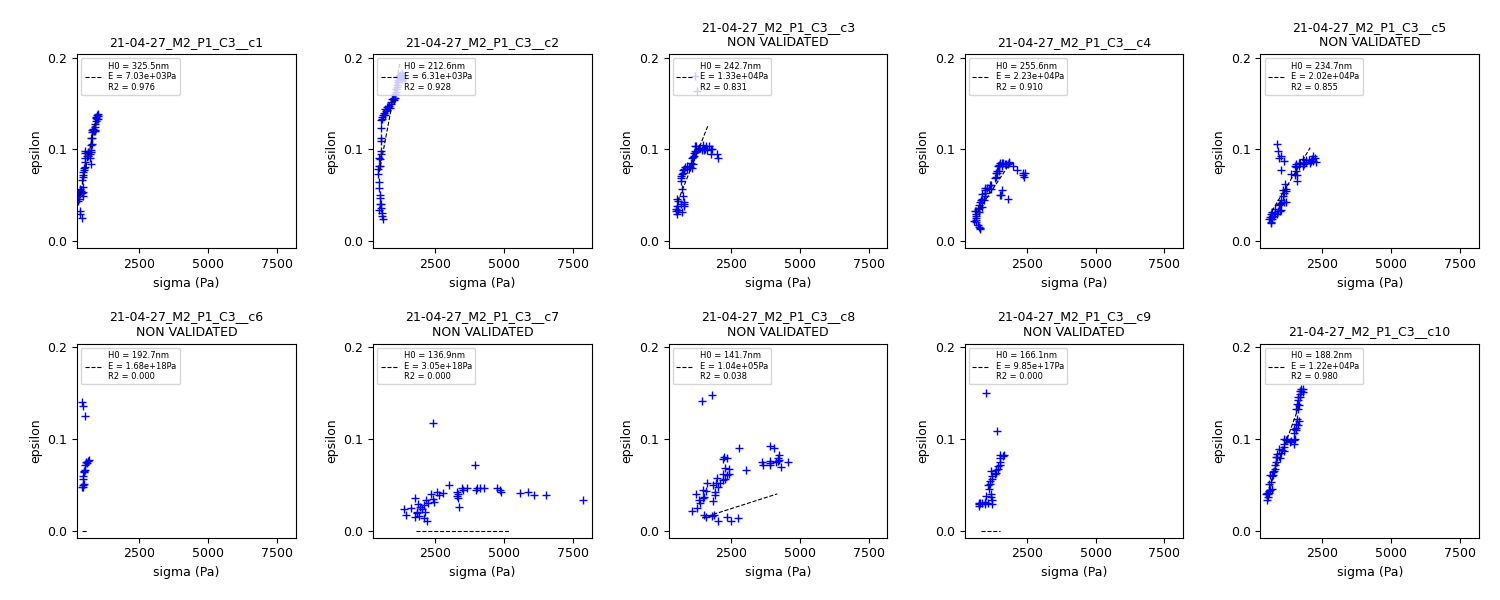 21-04-27_M2_P1_C3__c1
H0 = 325.5nm
E = 7.03e+03Pa
R2 = 0.976
0.2
0.1
0.0
epsilon
2500 5000 7500
sigma (Pa)
21-04-27_M2_P1_C3__c2
H0 = 212.6nm
E = 6.31e+03Pa
R2 = 0.928
0.2
0.1
0.0
epsilon
2500 5000 7500
sigma (Pa)
21-04-27_M2_P1_C3__c3
NON VALIDATED
H0 = 242.7nm
E = 1.33e+04Pa
R2 = 0.831
0.2
0.1
0.0
epsilon
2500 5000 7500
sigma (Pa)
21-04-27_M2_P1_C3__c4
H0 = 255.6nm
E = 2.23e+04Pa
R2 = 0.910
0.2
0.1
0.0
epsilon
2500 5000 7500
sigma (Pa)
21-04-27_M2_P1_C3__c5
NON VALIDATED
H0 = 234.7nm
E = 2.02e+04Pa
R2 = 0.855
0.2
0.1
0.0
epsilon
2500 5000 7500
sigma (Pa)
21-04-27_M2_P1_C3__c6
NON VALIDATED
H0 = 192.7nm
E = 1.68e+18Pa
R2 = 0.000
0.2
0.1
0.0
epsilon
2500 5000 7500
sigma (Pa)
21-04-27_M2_P1_C3__c7
NON VALIDATED
H0 = 136.9nm
E = 3.05e+18Pa
R2 = 0.000
0.2
0.1
0.0
epsilon
2500 5000 7500
sigma (Pa)
21-04-27_M2_P1_C3__c8
NON VALIDATED
H0 = 141.7nm
E = 1.04e+05Pa
R2 = 0.038
0.2
0.1
0.0
epsilon
2500 5000 7500
sigma (Pa)
21-04-27_M2_P1_C3__c9
NON VALIDATED
H0 = 166.1nm
E = 9.85e+17Pa
R2 = 0.000
0.2
0.1
0.0
epsilon
2500 5000 7500
sigma (Pa)
21-04-27_M2_P1_C3__c10
H0 = 188.2nm
E = 1.22e+04Pa
R2 = 0.980
0.2
0.1
0.0
epsilon
2500 5000 7500
sigma (Pa)